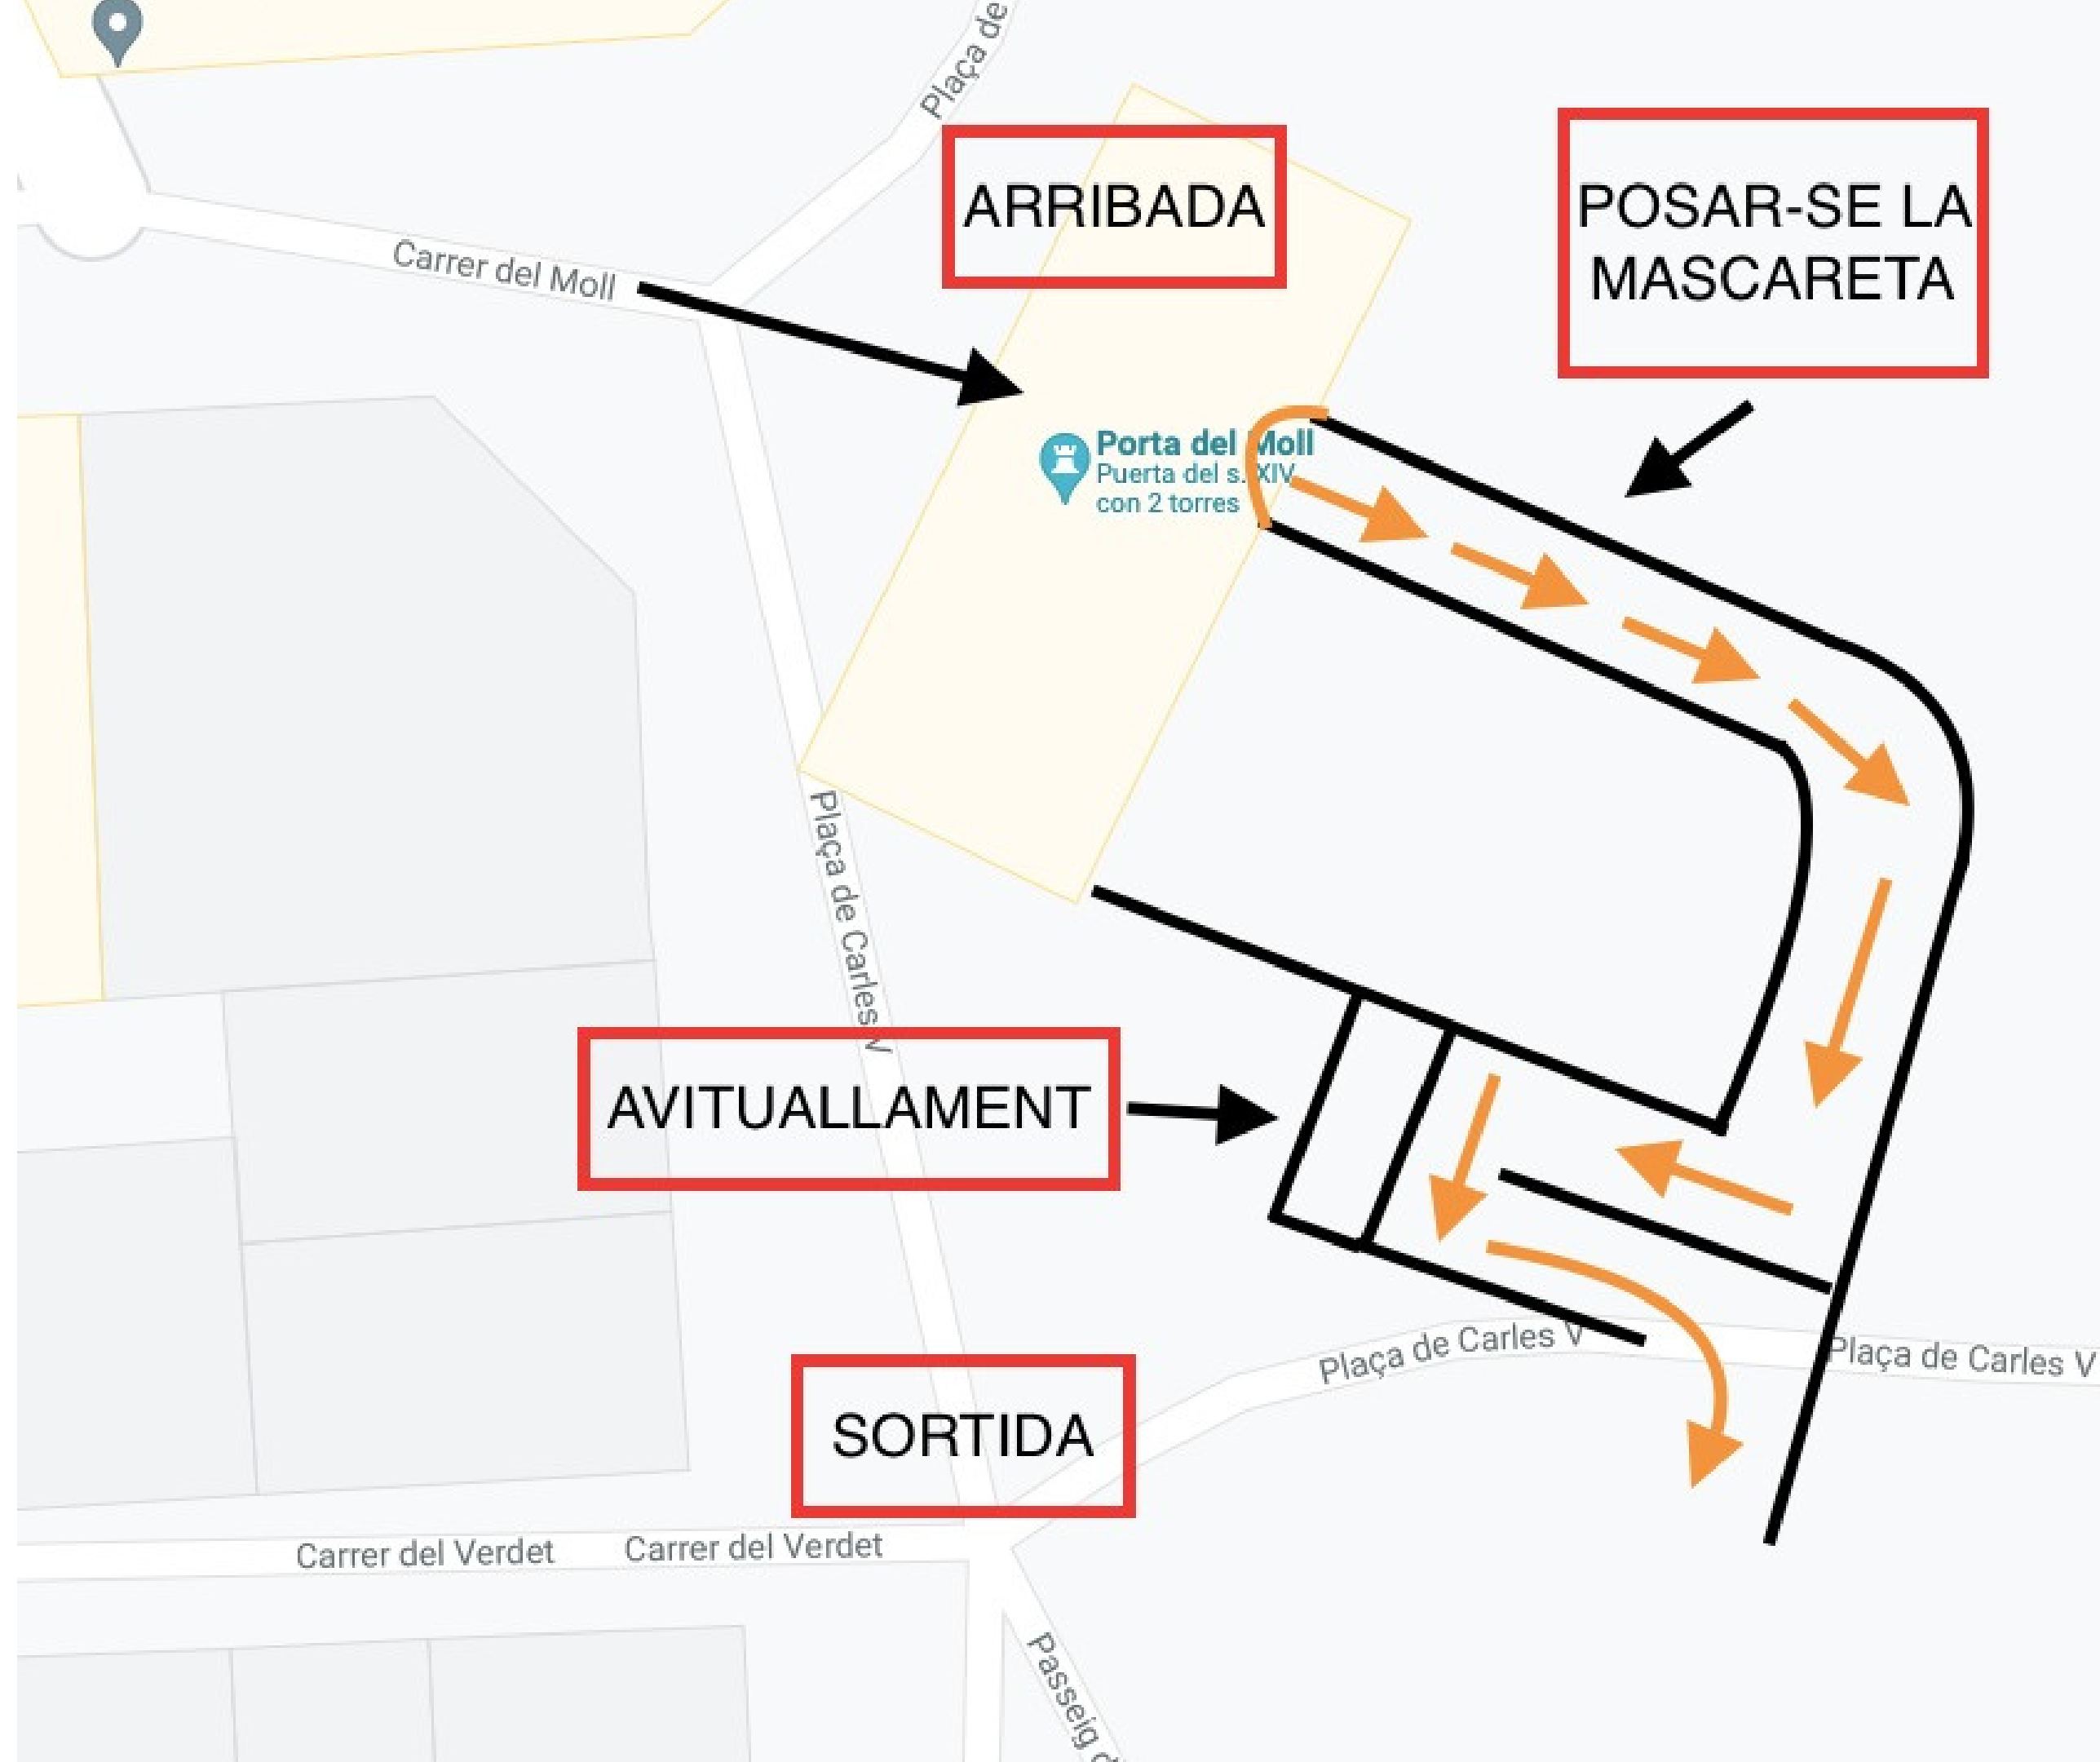 Plaça de
ARRIBADA
POSAR-SE LA
MASCARETA
Carrer del Moll
Porta del Moll
Puerta del s. XIV
con 2 torres
Plaça de Carles V
AVITUALLAMENT
Plaça de Carles V
Plaça de Carles V
SORTIDA
Carrer del Verdet
Carrer del Verdet
Passeig d